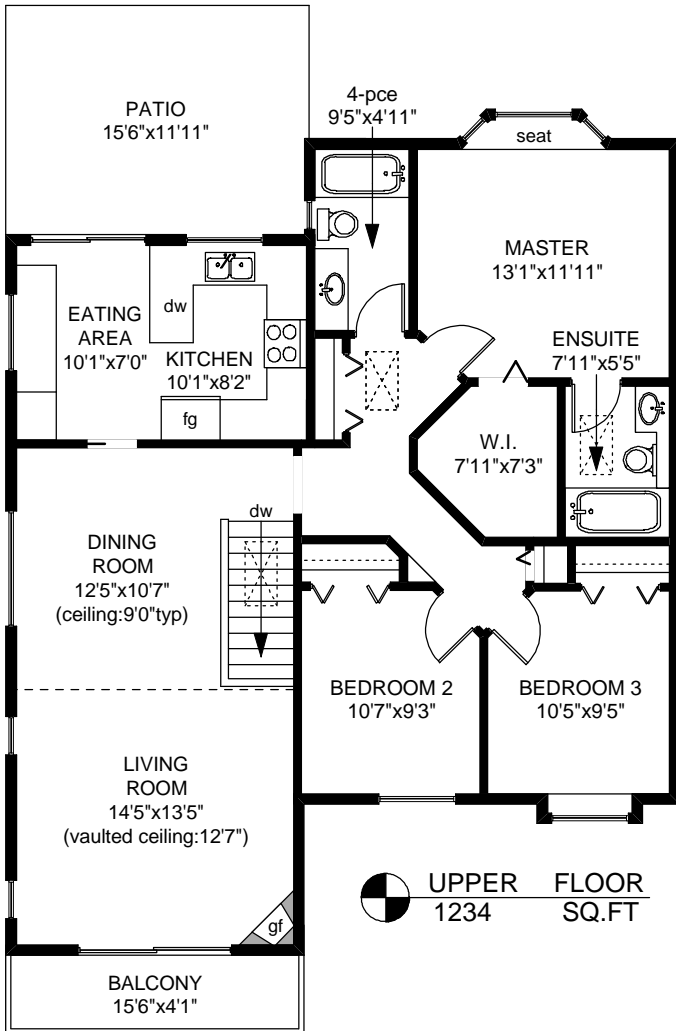 PATIO
15'6"x11'11"
4-pce
9'5"x4'11"
seat
MASTER
13'1"x11'11"
EATING
AREA
10'1"x7'0"
dw
KITCHEN
10'1"x8'2"
fg
ENSUITE
7'11"x5'5"
W.I.
7'11"x7'3"
dw
DINING
ROOM
12'5"x10'7"
(ceiling:9'0"typ)
BEDROOM 2
10'7"x9'3"
BEDROOM 3
10'5"x9'5"
LIVING
ROOM
14'5"x13'5"
(vaulted ceiling:12'7")
gf
UPPER FLOOR
1234 SQ.FT
BALCONY
15'6"x4'1"